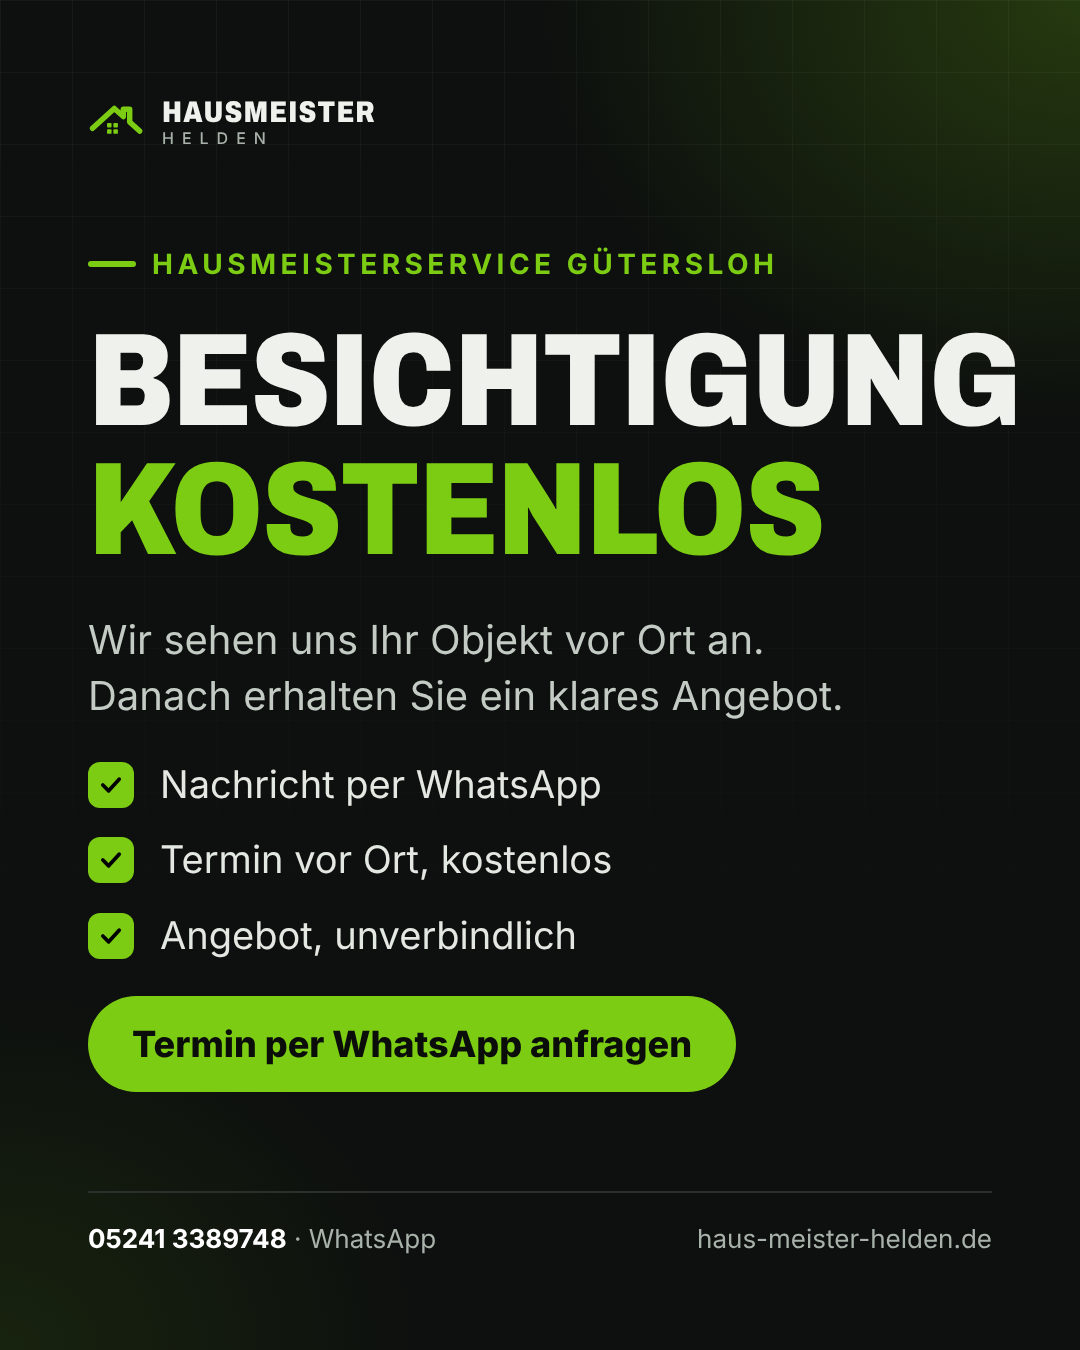 HAUSMEISTER
HELDEN
HAUSMEISTERSERVICE GÜTERSLOH
BESICHTIGUNG
KOSTENLOS
Wir sehen uns Ihr Objekt vor Ort an.
Danach erhalten Sie ein klares Angebot.
Nachricht per WhatsApp
Termin vor Ort, kostenlos
Angebot, unverbindlich
Termin per WhatsApp anfragen
05241 3389748 · WhatsApp
haus-meister-helden.de